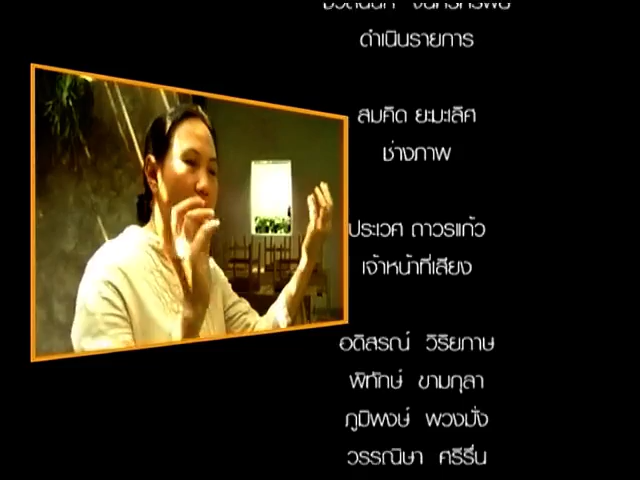 ดำเนินรายการ
สมคิด ยะมะเลิศ
ช่างภาพ
ประเวศ ถาวรแก้ว
เจ้าหน้าที่เสียง
อดิสรณ์ วิริยภาษ
พิทักษ์ ขามกุลา
ภูมิพงษ์ พวงมั่ง
วรรณิษา ศรีรื่น